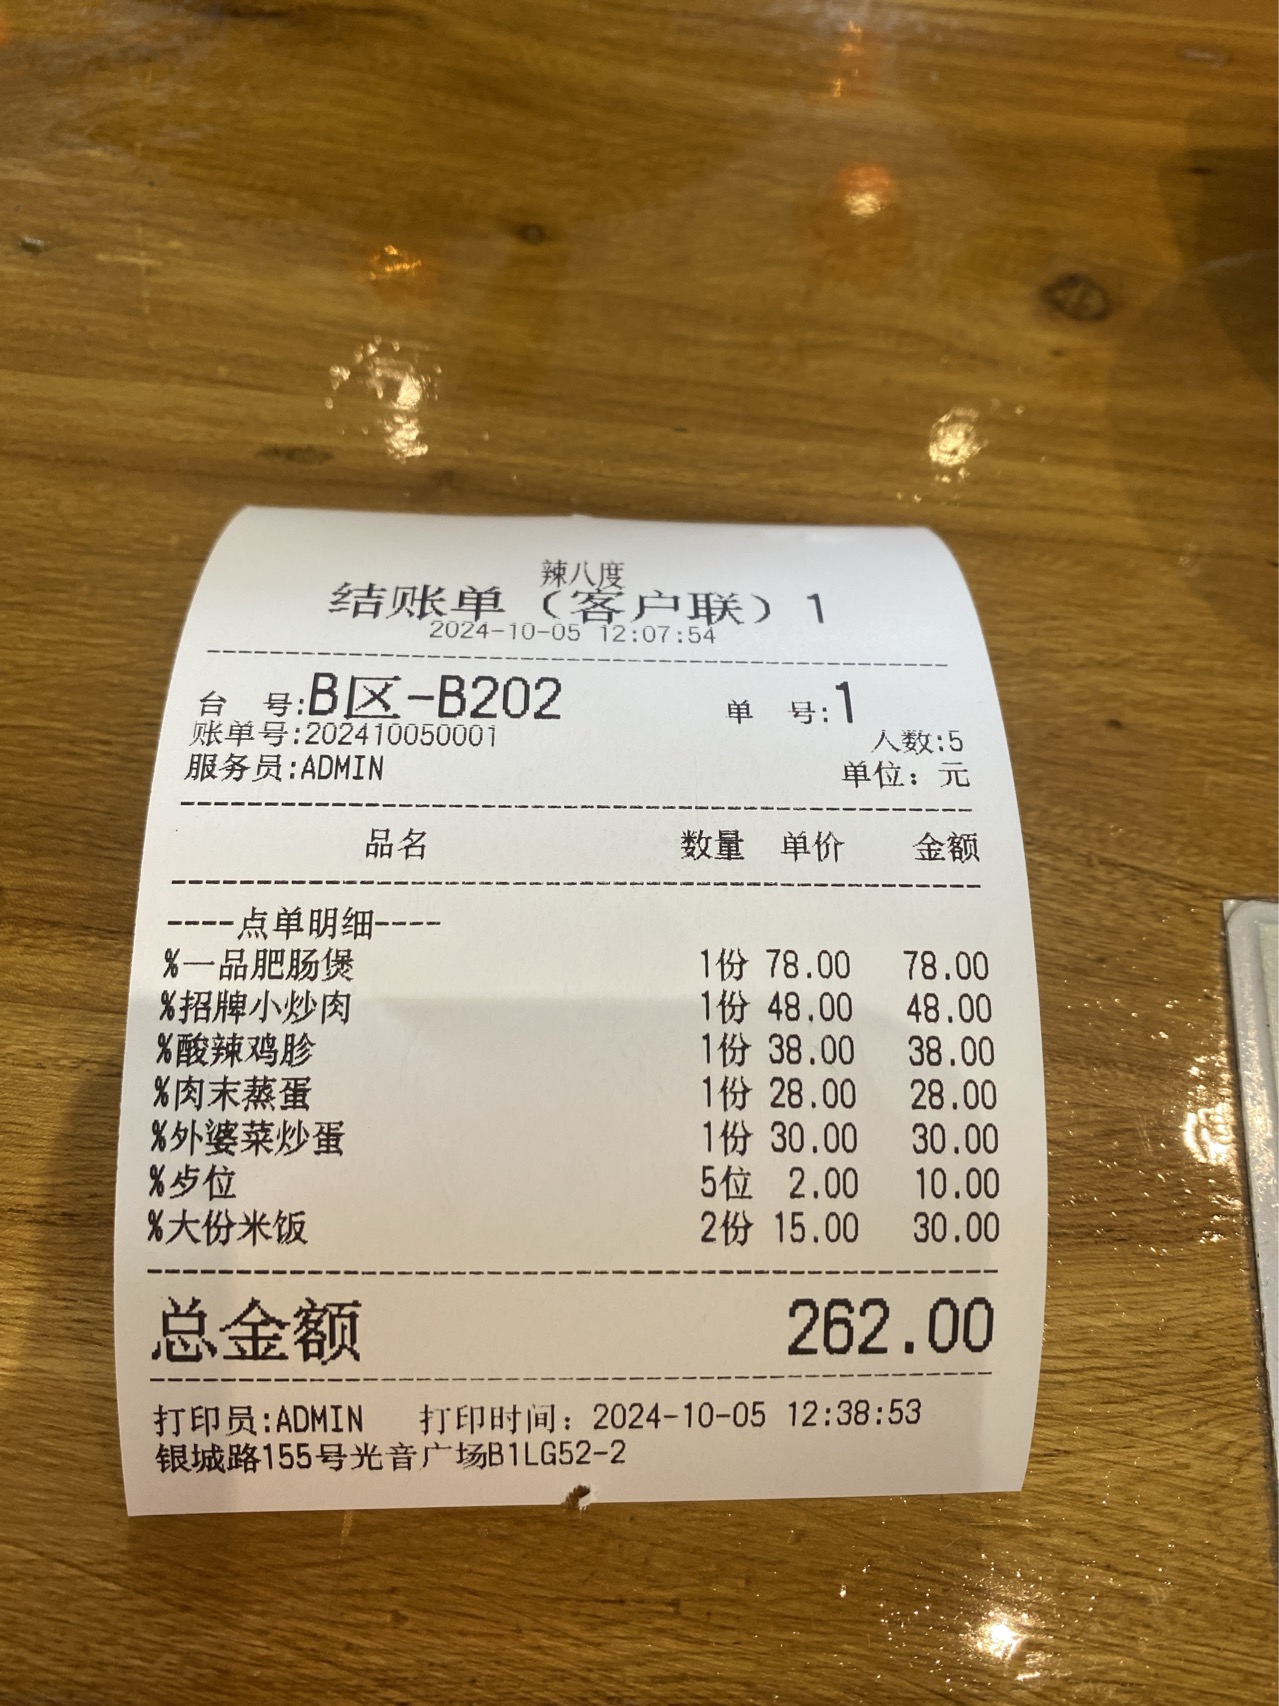 辣八度
结账单（客户联）1
2024-10-05 12:07:54
台 号:B区-B202 单 号:1
账单号:202410050001 人数:5
服务员:ADMIN 单位：元
品名 数量 单价 金额
----点单明细----
%一品肥肠煲 1份 78.00 78.00
%招牌小炒肉 1份 48.00 48.00
%酸辣鸡胗 1份 38.00 38.00
%肉末蒸蛋 1份 28.00 28.00
%外婆菜炒蛋 1份 30.00 30.00
%歺位 5位 2.00 10.00
%大份米饭 2份 15.00 30.00
总金额 262.00
打印员:ADMIN 打印时间：2024-10-05 12:38:53
银城路155号光音广场B1LG52-2